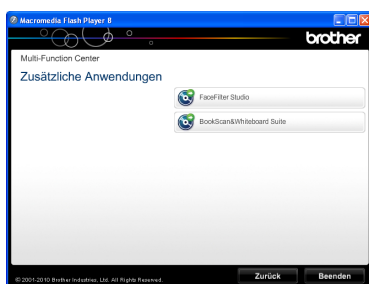 Macromedia Flash Player 8
brother
Multi-Function Center
Zusätzliche Anwendungen
FaceFilter Studio
BookScan&Whiteboard Suite
© 2001-2010 Brother Industries, Ltd. All Rights Reserved.
Zurück
Beenden